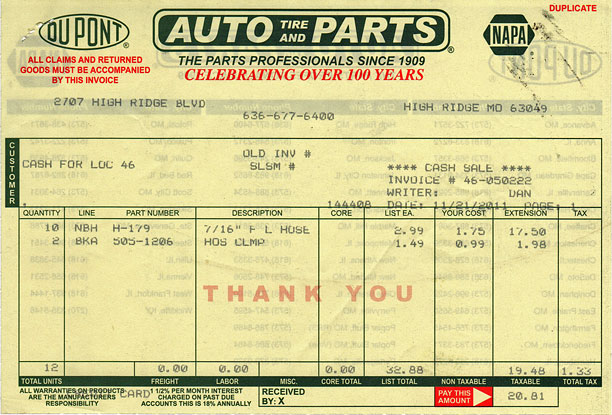 DUPLICATE
DU PONT ®
AUTO TIRE AND PARTS ®
NAPA
ALL CLAIMS AND RETURNED
GOODS MUST BE ACCOMPANIED
BY THIS INVOICE
THE PARTS PROFESSIONALS SINCE 1909
CELEBRATING OVER 100 YEARS
2707 HIGH RIDGE BLVD HIGH RIDGE MO 63049
636-677-6400
CUSTOMER
CASH FOR LOC 46
OLD INV #
SLSM #
**** CASH SALE ****
INVOICE # 46-050222
WRITER: DAN
144408 DATE: 11/21/2011 PAGE: 1
QUANTITY LINE PART NUMBER DESCRIPTION CORE LIST EA. YOUR COST EXTENSION TAX
10 NBH H-179 7/16" F L HOSE 2.99 1.75 17.50
2 BKA 505-1206 HOS CLMP 1.49 0.99 1.98
THANK YOU
12 0.00 0.00 0.00 32.88 19.48 1.33
TOTAL UNITS FREIGHT LABOR MISC. CORE TOTAL LIST TOTAL NON TAXABLE TAXABLE TAX
ALL WARRANTIES ON PRODUCTS
ARE THE MANUFACTURERS
RESPONSIBILITY
CARD
1 1/2% PER MONTH INTEREST
CHARGED ON PAST DUE
ACCOUNTS THIS IS 18% ANNUALLY
RECEIVED
BY: X
PAY THIS
AMOUNT
20.81